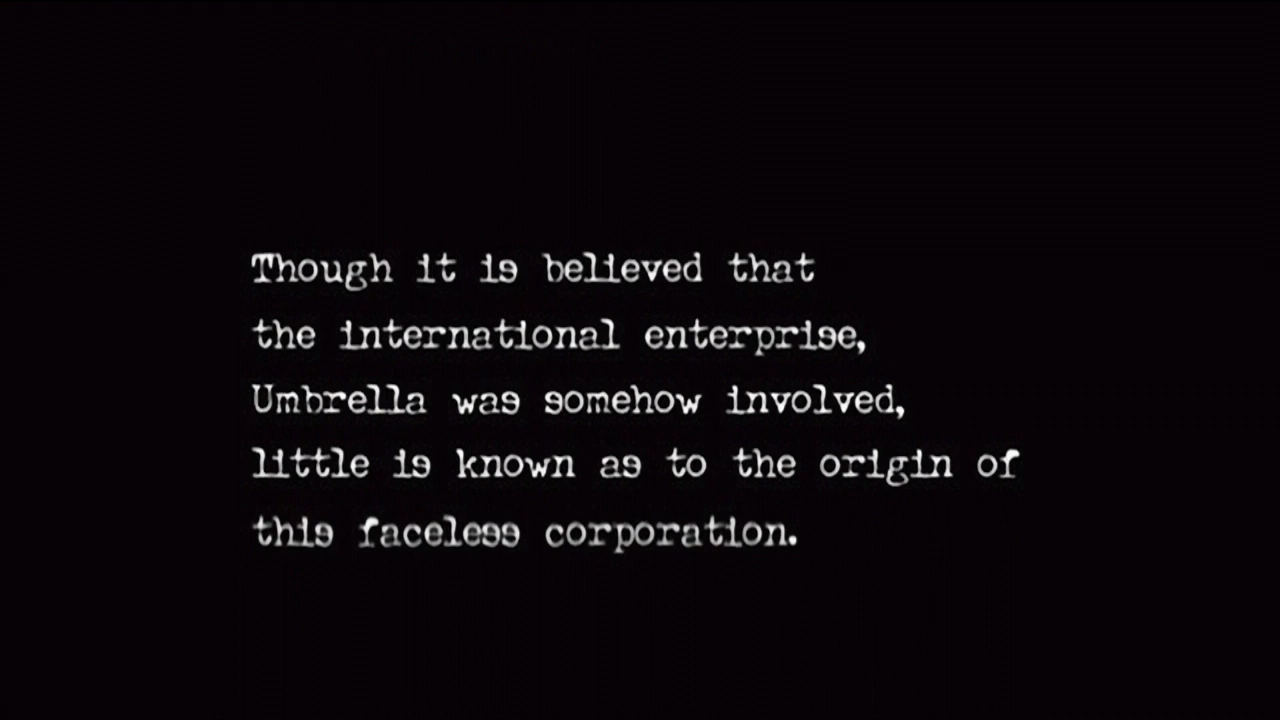 Though it is believed that
the international enterprise,
Umbrella was somehow involved,
little is known as to the origin of
this faceless corporation.